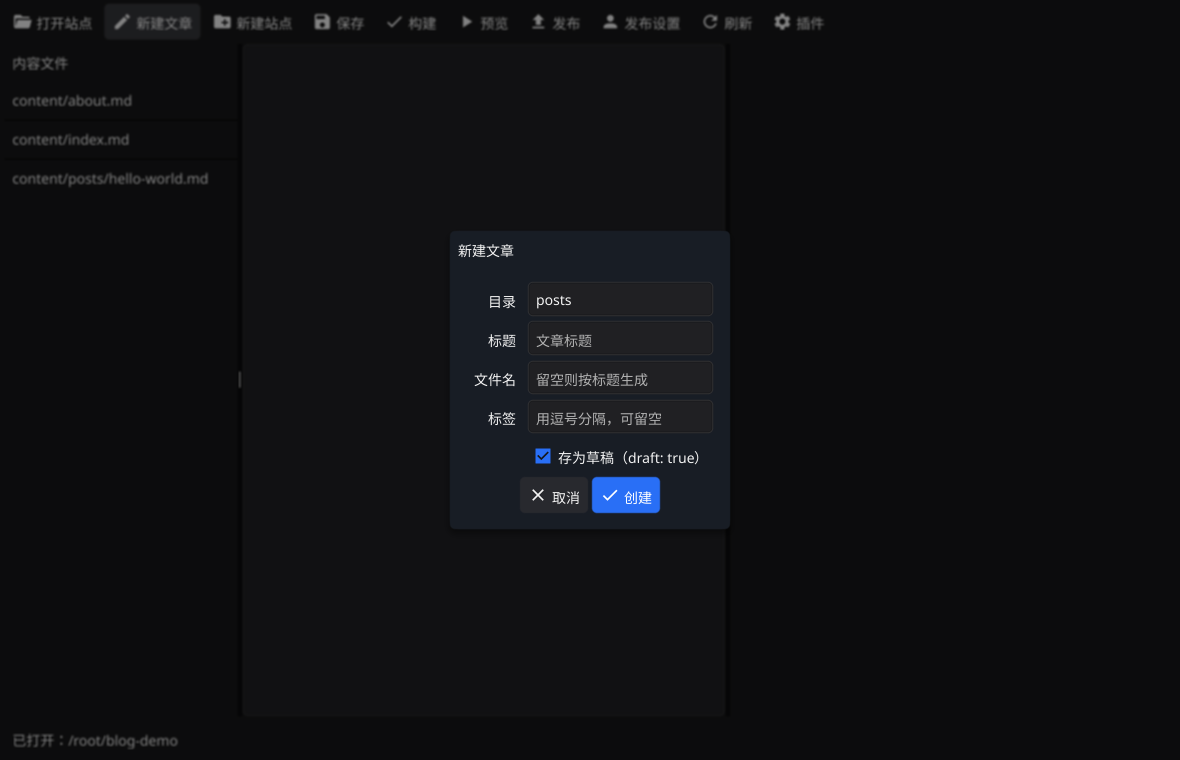 打开站点 新建文章 新建站点 保存 构建 预览 发布 发布设置 刷新 插件
内容文件
content/about.md
content/index.md
content/posts/hello-world.md
新建文章
目录 posts
标题 文章标题
文件名 留空则按标题生成
标签 用逗号分隔，可留空
存为草稿（draft: true）
取消 创建
已打开：/root/blog-demo